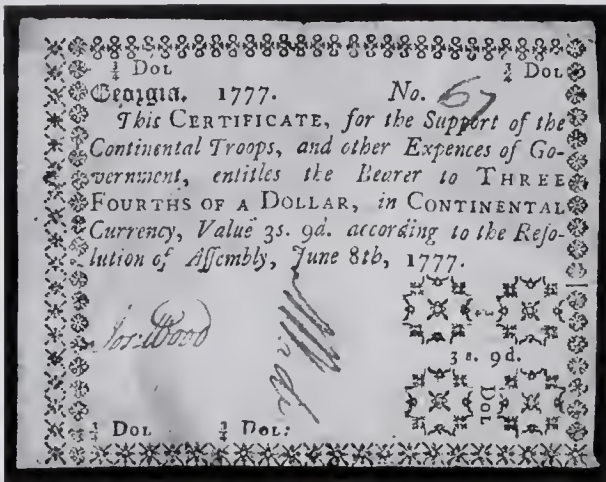 ¾ Dol ¾ Dol
Georgia. 1777. No. 67
This CERTIFICATE, for the Support of the
Continental Troops, and other Expences of Go-
vernment, entitles the Bearer to THREE
FOURTHS OF A DOLLAR, in CONTINENTAL
Currency, Value 3s. 9d. according to the Reſo-
lution of Aſſembly, June 8th, 1777.
Wood
3 s. 9d.
DOL
¾ DOL ¾ DOL: